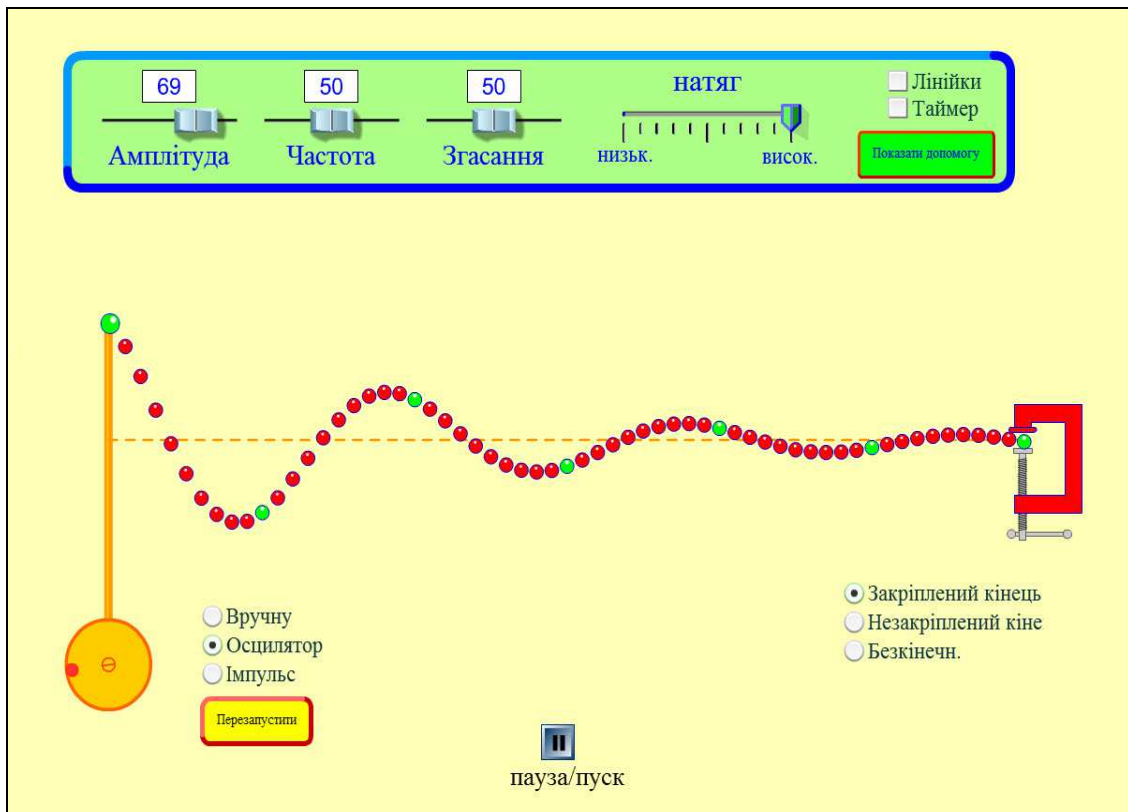 69
50
50
натяг
Лінійки
Таймер
Амплітуда
Частота
Згасання
низьк.
висок.
Показати допомогу
Вручну
Осцилятор
Імпульс
Перезапустити
Закріплений кінець
Незакріплений кіне
Безкінечн.
пауза/пуск